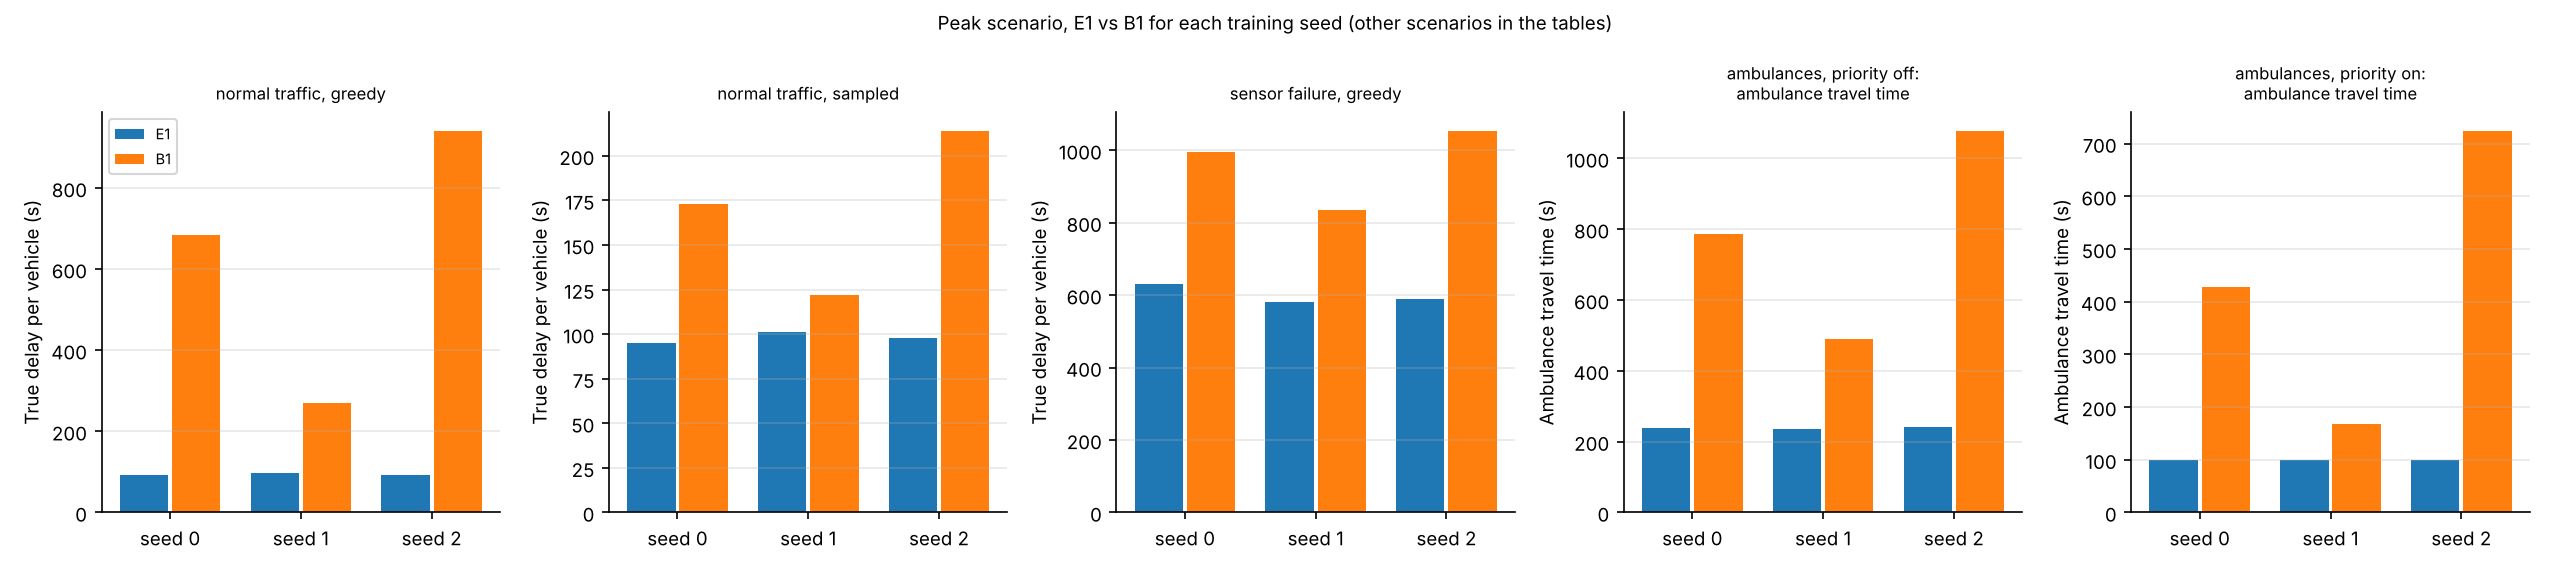 Peak scenario, E1 vs B1 for each training seed (other scenarios in the tables)
normal traffic, greedy
True delay per vehicle (s)
800
600
400
200
0
E1
B1
seed 0
seed 1
seed 2
normal traffic, sampled
True delay per vehicle (s)
200
175
150
125
100
75
50
25
0
seed 0
seed 1
seed 2
sensor failure, greedy
True delay per vehicle (s)
1000
800
600
400
200
0
seed 0
seed 1
seed 2
ambulances, priority off:
ambulance travel time
Ambulance travel time (s)
1000
800
600
400
200
0
seed 0
seed 1
seed 2
ambulances, priority on:
ambulance travel time
Ambulance travel time (s)
700
600
500
400
300
200
100
0
seed 0
seed 1
seed 2